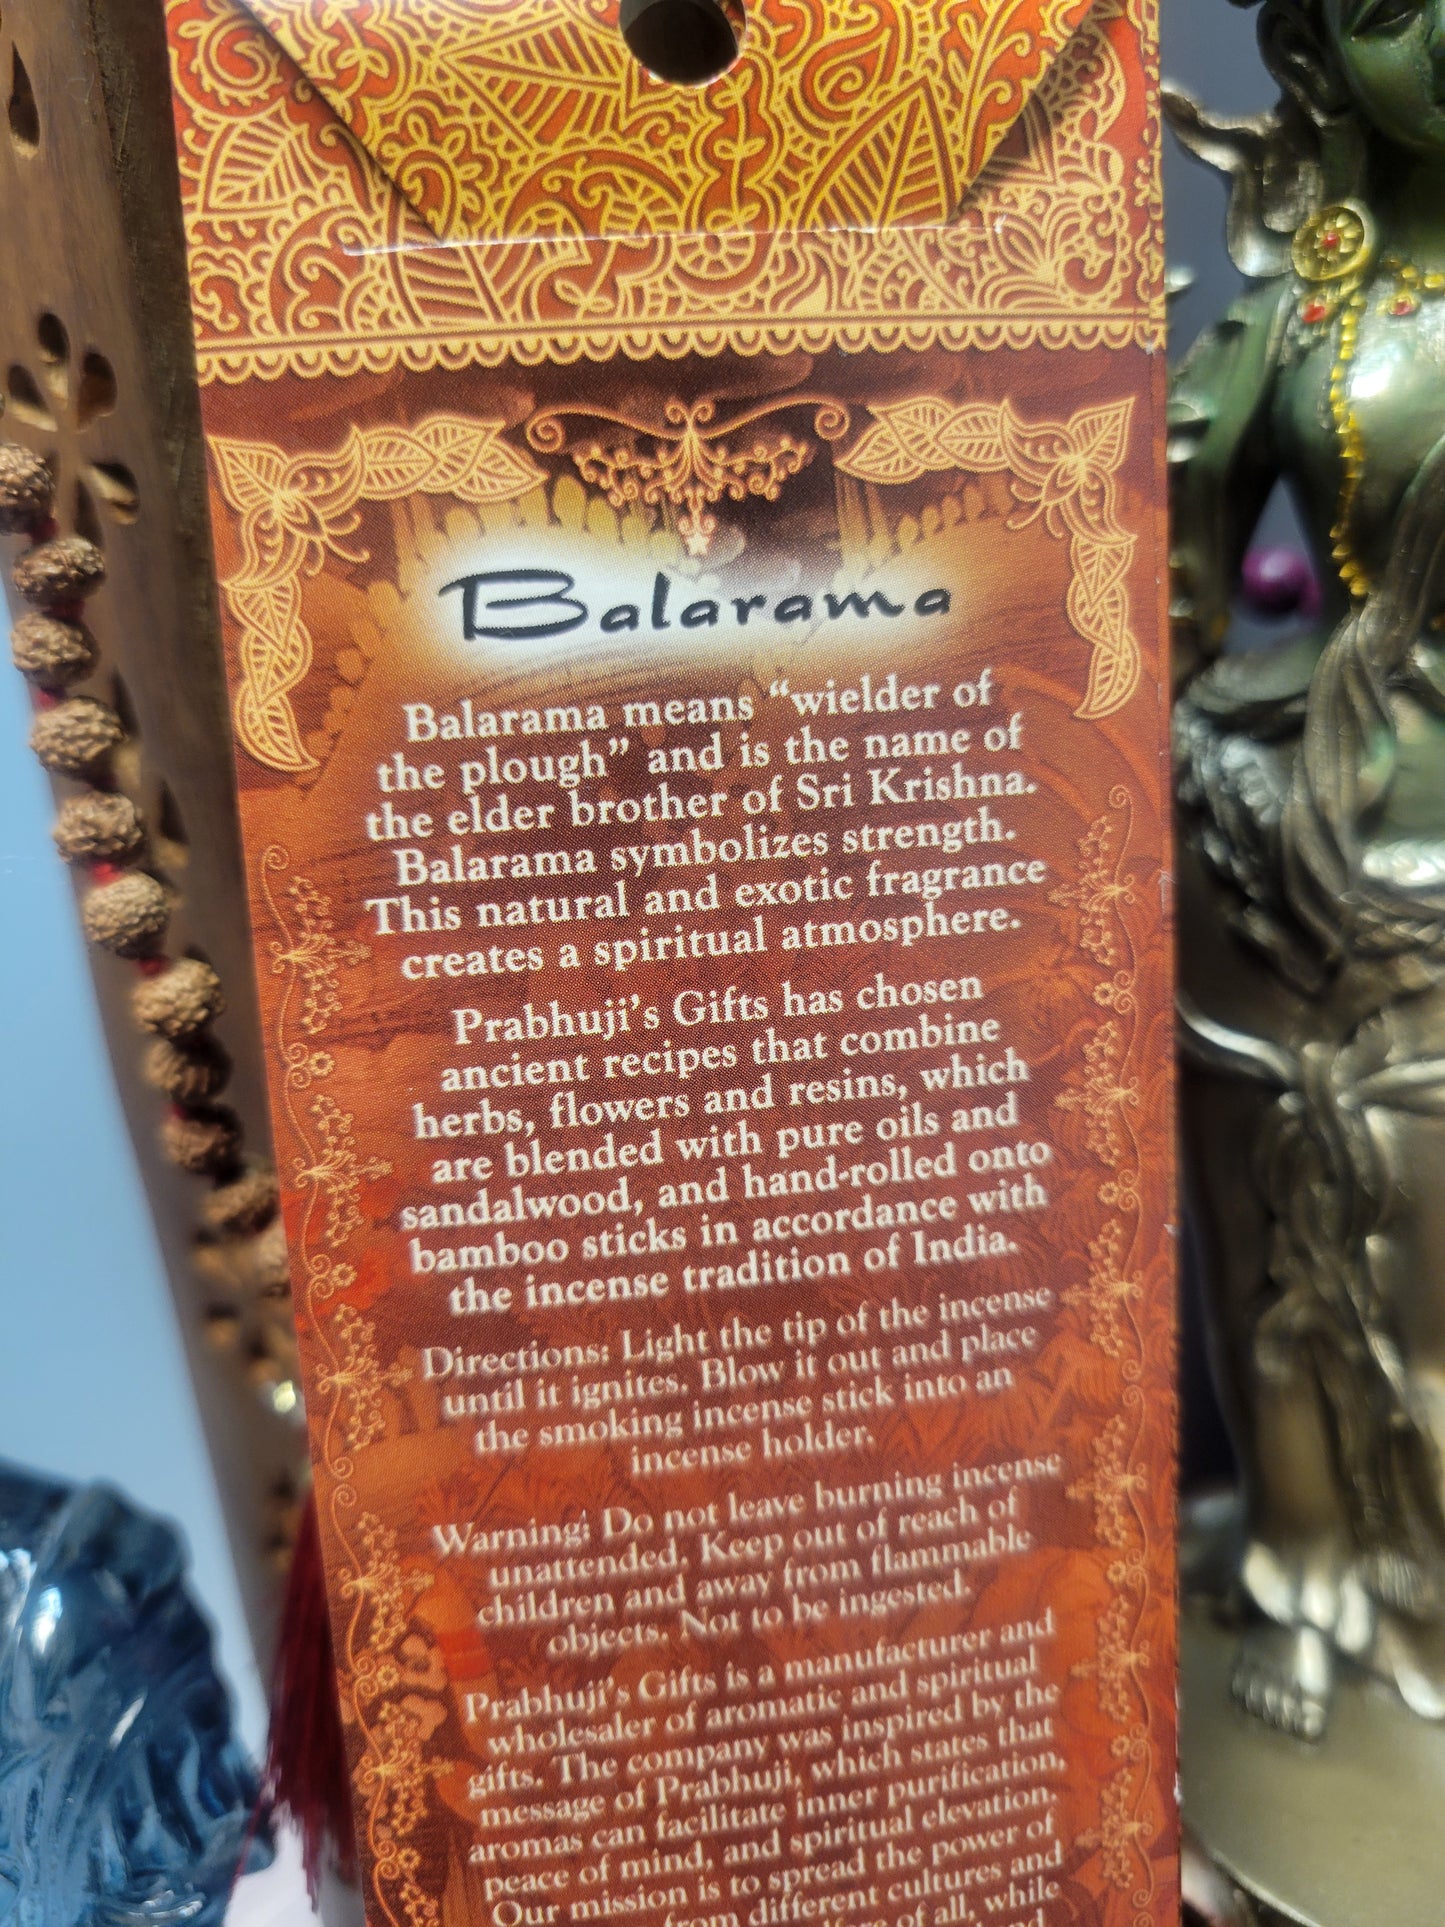 Balarama
Balarama means “wielder of
the plough” and is the name of
the elder brother of Sri Krishna.
Balarama symbolizes strength.
This natural and exotic fragrance
creates a spiritual atmosphere.
Prabhuji’s Gifts has chosen
ancient recipes that combine
herbs, flowers and resins, which
are blended with pure oils and
sandalwood, and hand-rolled onto
bamboo sticks in accordance with
the incense tradition of India.
Directions: Light the tip of the incense
until it ignites. Blow it out and place
the smoking incense stick into an
incense holder.
Warning: Do not leave burning incense
unattended. Keep out of reach of
children and away from flammable
objects. Not to be ingested.
Prabhuji’s Gifts is a manufacturer and
wholesaler of aromatic and spiritual
gifts. The company was inspired by the
message of Prabhuji, which states that
aromas can facilitate inner purification,
peace of mind, and spiritual elevation.
Our mission is to spread the power of
from different cultures and
of all, while